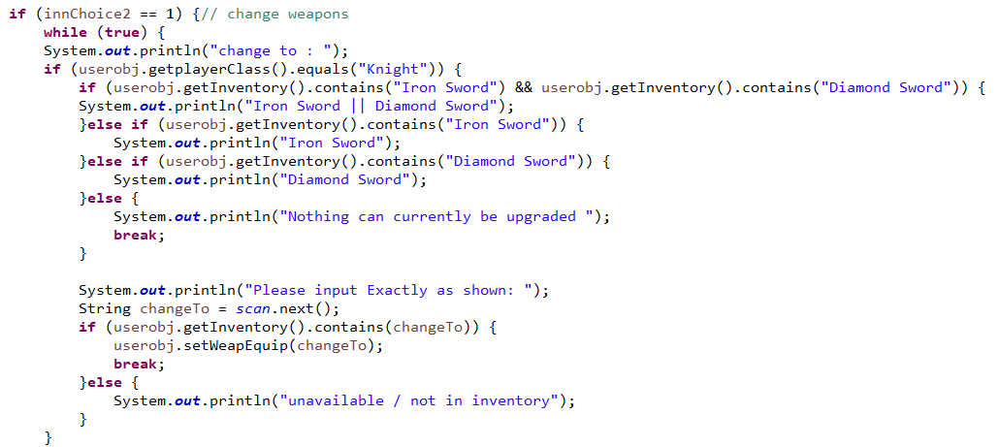 if (innChoice2 == 1) {// change weapons
while (true) {
System.out.println("change to : ");
if (userobj.getplayerClass().equals("Knight")) {
if (userobj.getInventory().contains("Iron Sword") && userobj.getInventory().contains("Diamond Sword")) {
System.out.println("Iron Sword || Diamond Sword");
}else if (userobj.getInventory().contains("Iron Sword")) {
System.out.println("Iron Sword");
}else if (userobj.getInventory().contains("Diamond Sword")) {
System.out.println("Diamond Sword");
}else {
System.out.println("Nothing can currently be upgraded ");
break;
}
System.out.println("Please input Exactly as shown: ");
String changeTo = scan.next();
if (userobj.getInventory().contains(changeTo)) {
userobj.setWeapEquip(changeTo);
break;
}else {
System.out.println("unavailable / not in inventory");
}
}